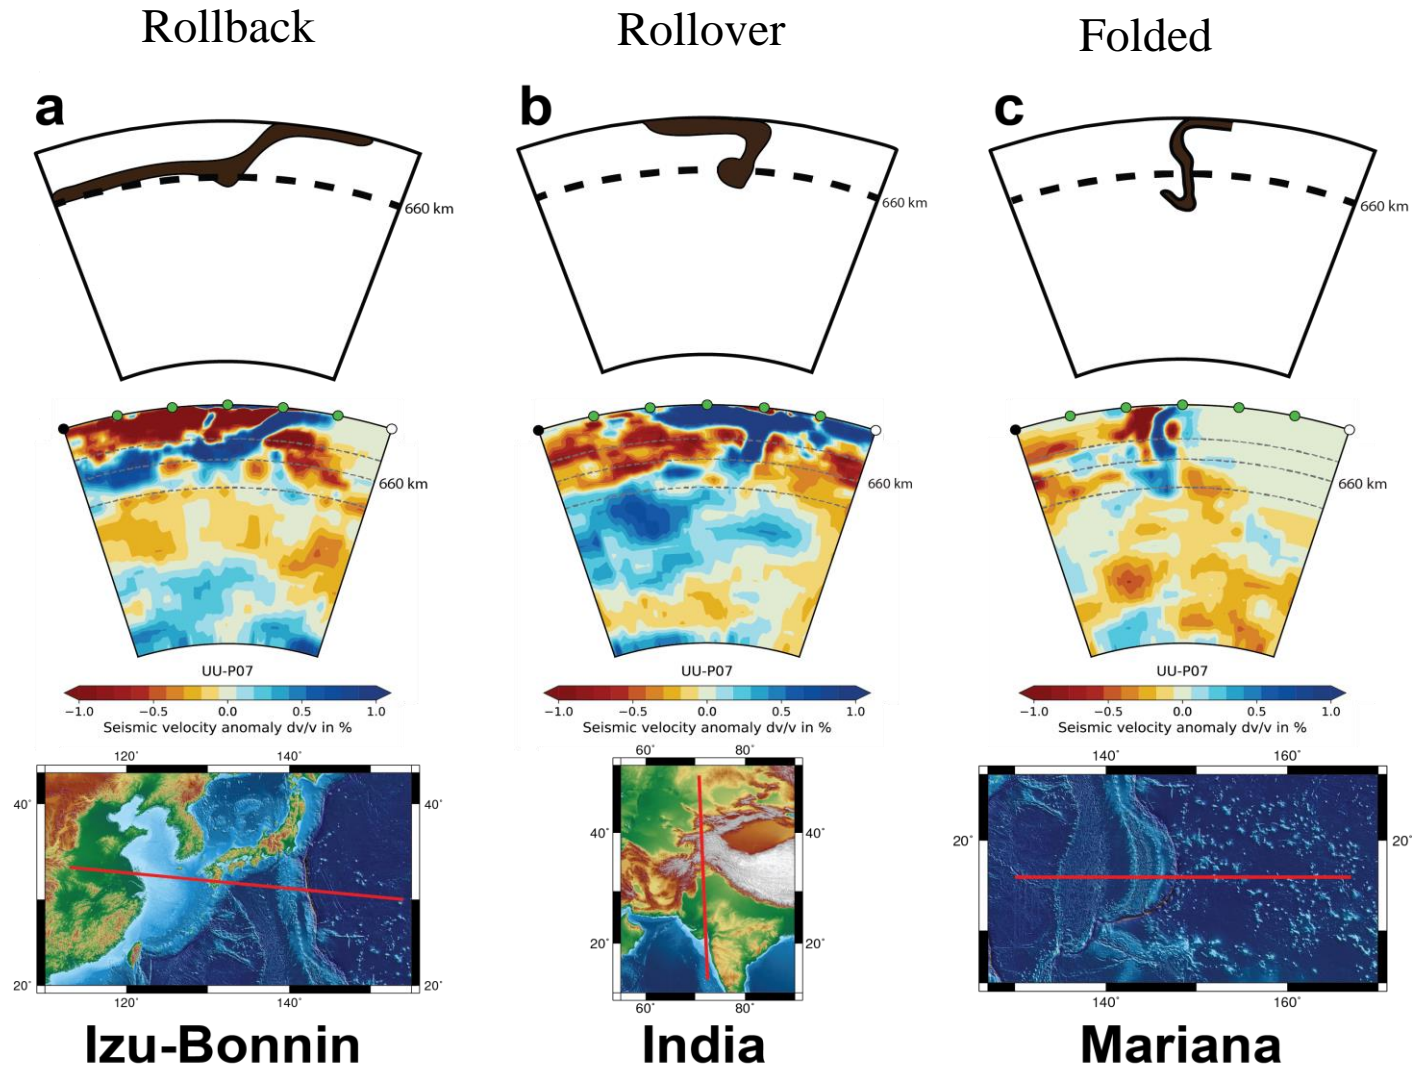 Rollback
Rollover
Folded
a
b
c
660 km
660 km
660 km
660 km
660 km
660 km
UU-P07
UU-P07
UU-P07
−1.0 −0.5 0.0 0.5 1.0
−1.0 −0.5 0.0 0.5 1.0
−1.0 −0.5 0.0 0.5 1.0
Seismic velocity anomaly dv/v in %
Seismic velocity anomaly dv/v in %
Seismic velocity anomaly dv/v in %
120˚ 140˚
40˚ 40˚
20˚ 20˚
120˚ 140˚
60˚ 80˚
40˚ 40˚
20˚ 20˚
60˚ 80˚
140˚ 160˚
20˚ 20˚
140˚ 160˚
Izu-Bonnin
India
Mariana